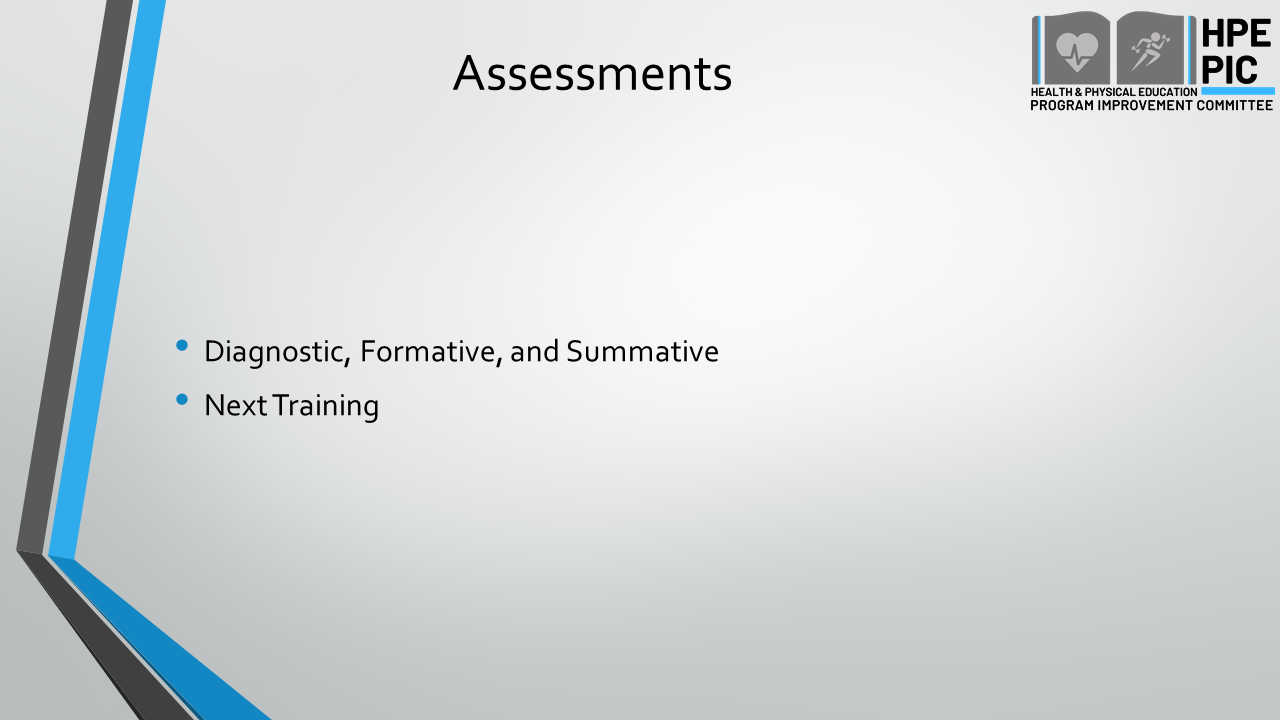 Assessments
HPE
PIC
HEALTH & PHYSICAL EDUCATION
PROGRAM IMPROVEMENT COMMITTEE
• Diagnostic, Formative, and Summative
• Next Training